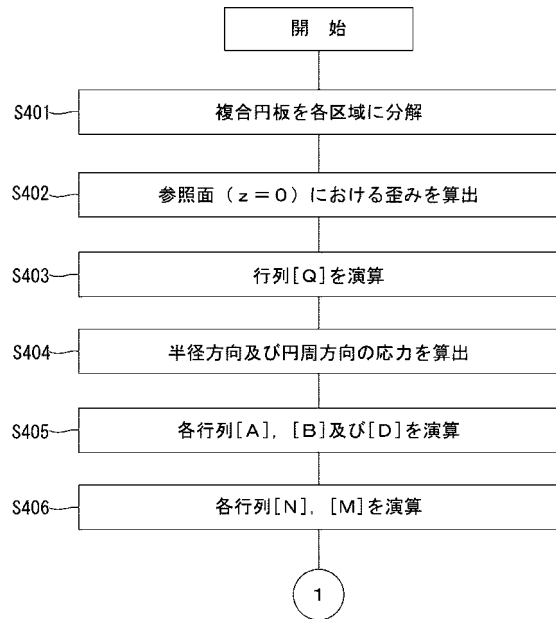 開　始
S401
複合円板を各区域に分解
S402
参照面（ｚ＝０）における歪みを算出
S403
行列［Ｑ］を演算
S404
半径方向及び円周方向の応力を算出
S405
各行列［Ａ］，［Ｂ］及び［Ｄ］を演算
S406
各行列［Ｎ］，［Ｍ］を演算
1